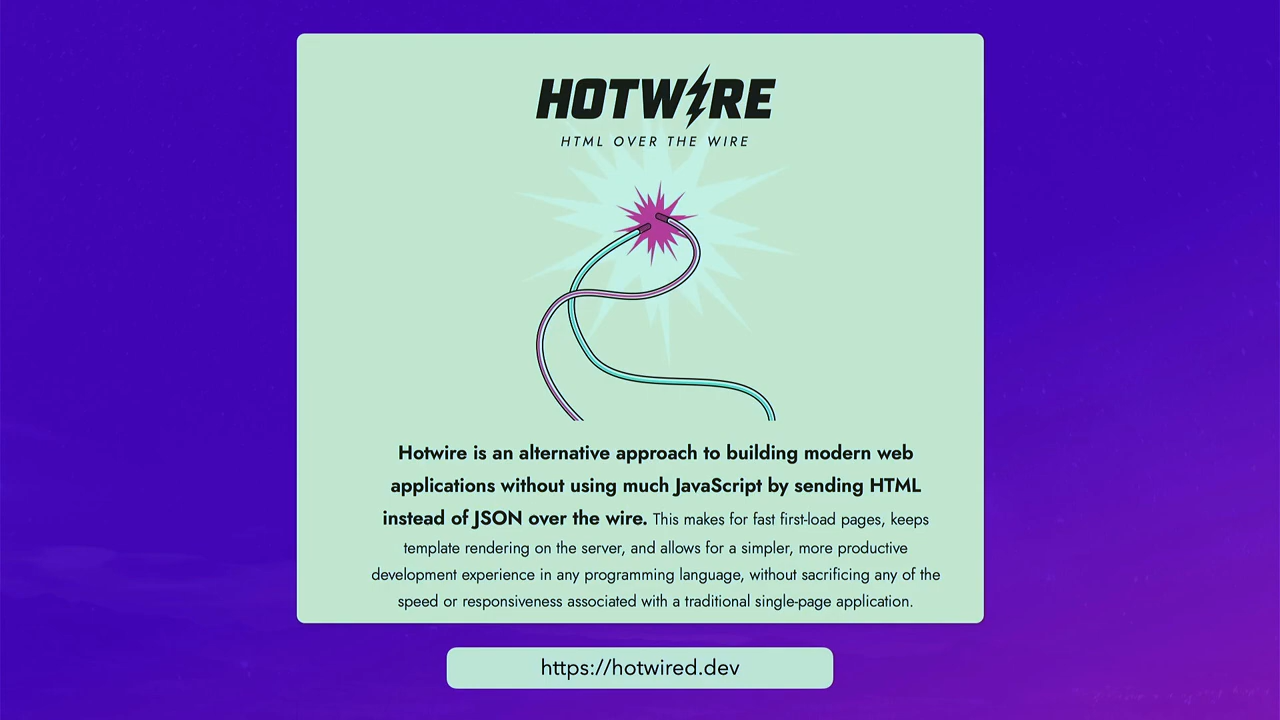 HOTWIRE
HTML OVER THE WIRE
Hotwire is an alternative approach to building modern web
applications without using much JavaScript by sending HTML
instead of JSON over the wire. This makes for fast first-load pages, keeps
template rendering on the server, and allows for a simpler, more productive
development experience in any programming language, without sacrificing any of the
speed or responsiveness associated with a traditional single-page application.
https://hotwired.dev